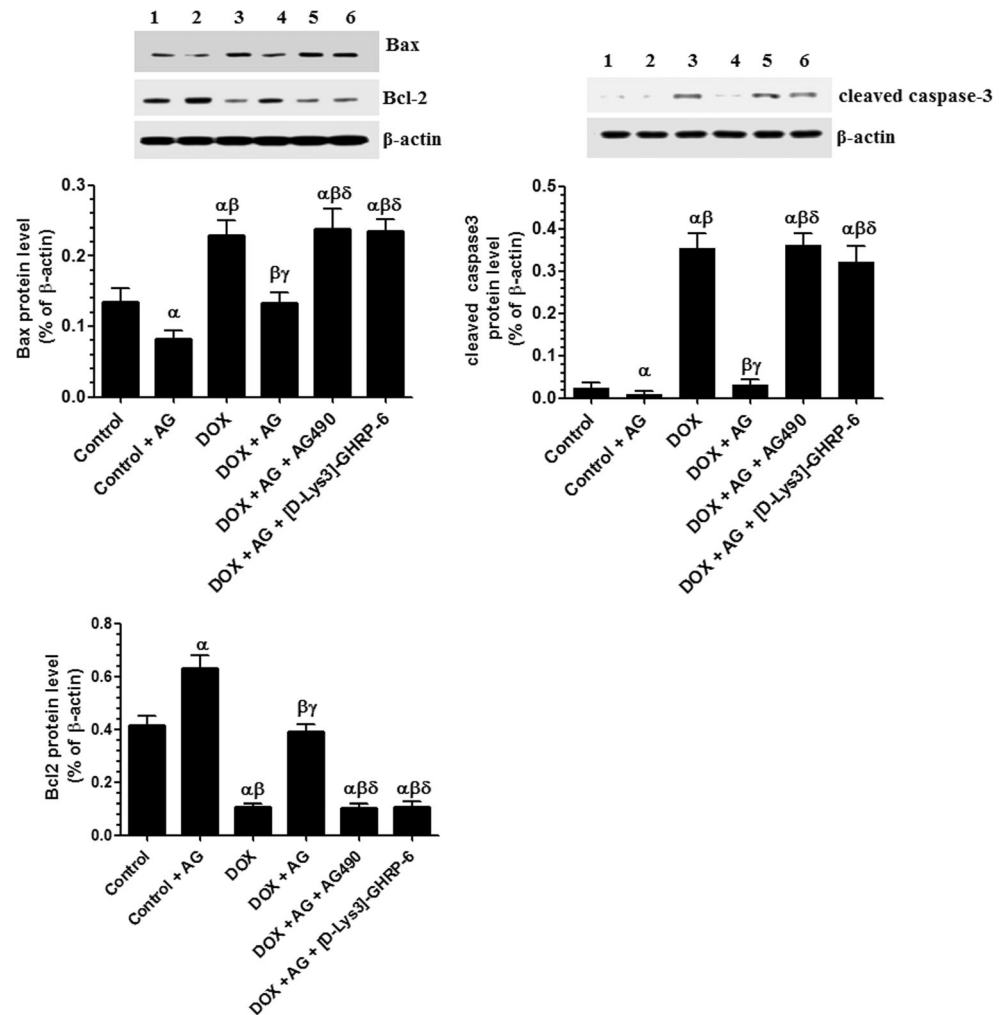 1 2 3 4 5 6
Bax
Bcl-2
β-actin
Bax protein level
(% of β-actin)
0.3
0.2
0.1
0.0
α
αβ
βγ
αβδ
αβδ
Control
Control + AG
DOX
DOX + AG
DOX + AG + AG490
DOX + AG + [D-Lys3]-GHRP-6
1 2 3 4 5 6
cleaved caspase-3
β-actin
cleaved caspase3
protein level
(% of β-actin)
0.5
0.4
0.3
0.2
0.1
0.0
α
αβ
βγ
αβδ
αβδ
Control
Control + AG
DOX
DOX + AG
DOX + AG + AG490
DOX + AG + [D-Lys3]-GHRP-6
Bcl2 protein level
(% of β-actin)
0.8
0.6
0.4
0.2
0.0
α
αβ
βγ
αβδ
αβδ
Control
Control + AG
DOX
DOX + AG
DOX + AG + AG490
DOX + AG + [D-Lys3]-GHRP-6